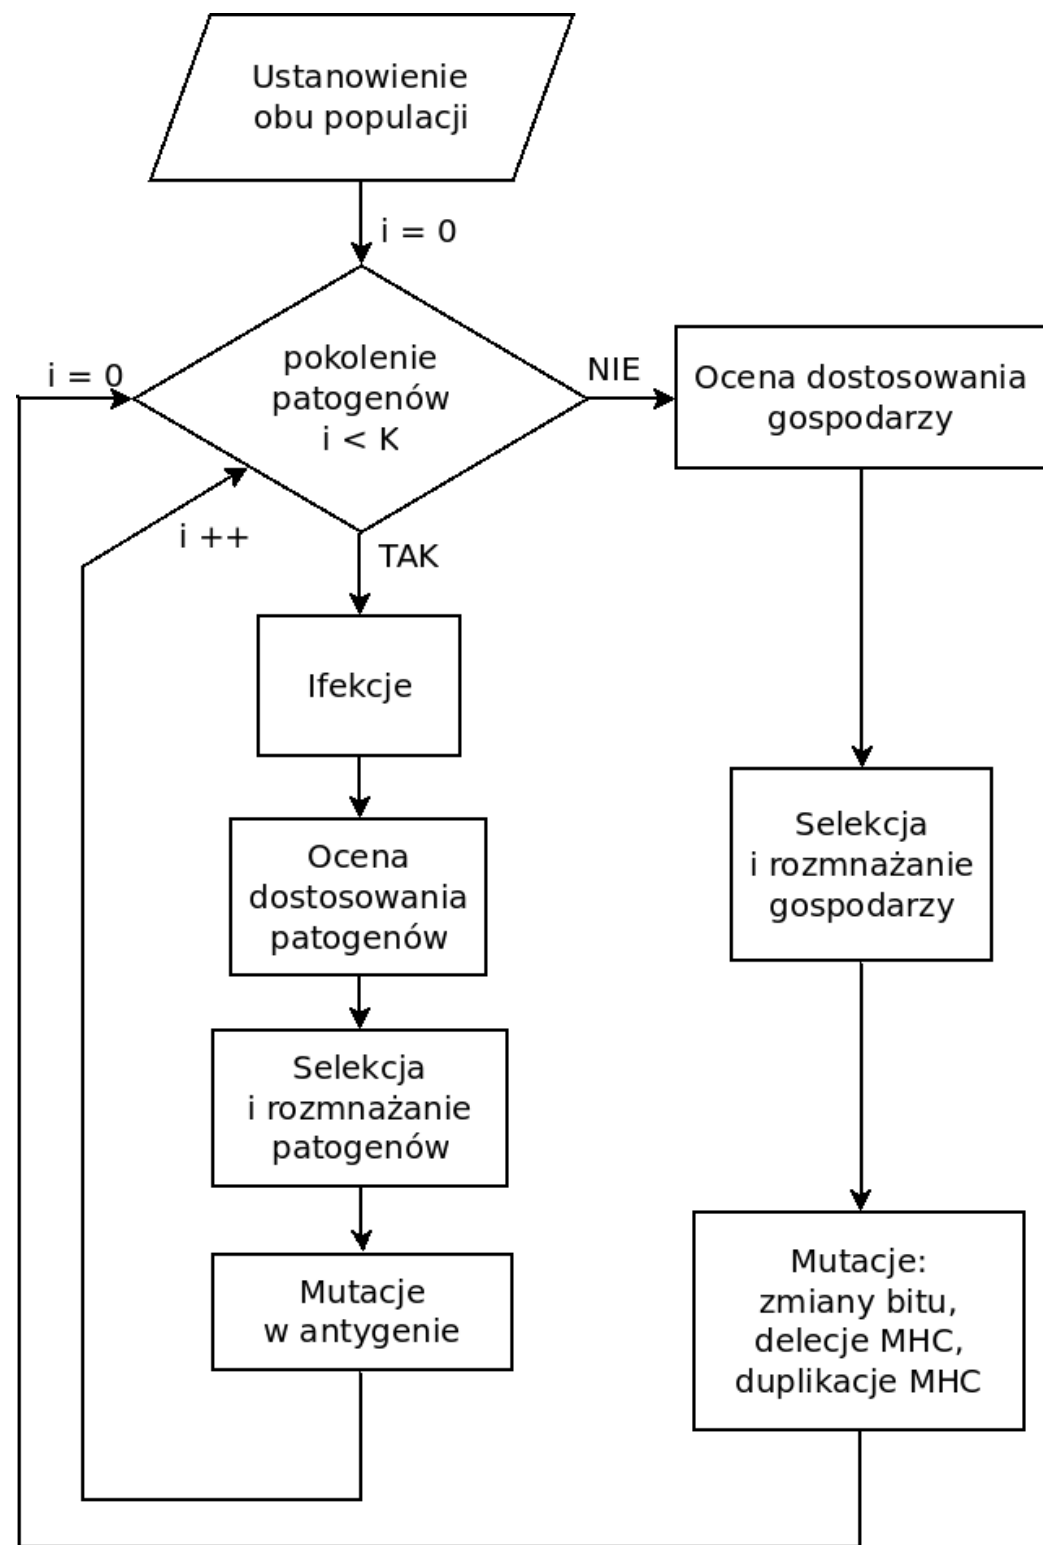 Ustanowienie
obu populacji
i = 0
pokolenie
patogenów
i < K
i = 0
NIE
Ocena dostosowania
gospodarzy
i ++
TAK
Ifekcje
Ocena
dostosowania
patogenów
Selekcja
i rozmnażanie
patogenów
Mutacje
w antygenie
Selekcja
i rozmnażanie
gospodarzy
Mutacje:
zmiany bitu,
delecje MHC,
duplikacje MHC